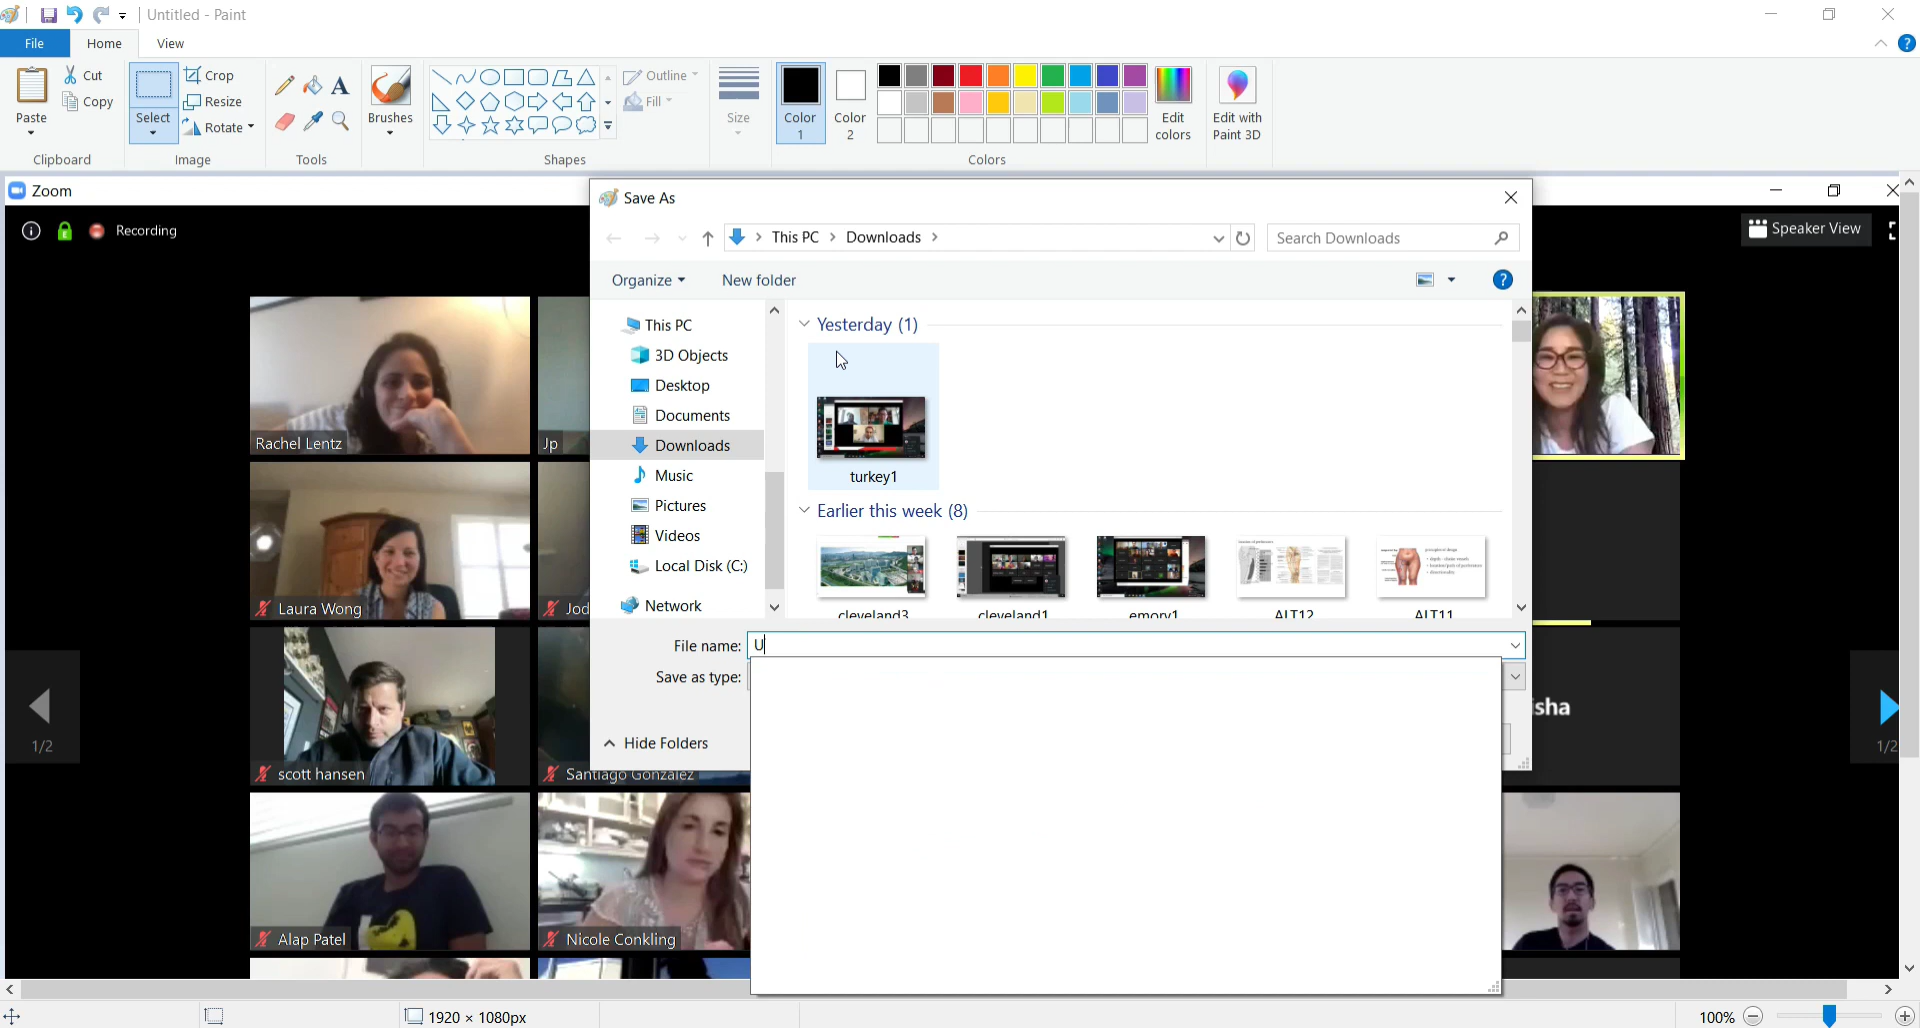 Untitled - Paint
File Home View
Paste Cut Copy Clipboard
Select Crop Resize Rotate Image
Tools
Brushes
Outline Fill Shapes
Size
Color 1 Color 2 Edit colors Colors
Edit with Paint 3D
Zoom
Recording
Speaker View
Save As
This PC > Downloads >
Search Downloads
Organize New folder
This PC
3D Objects
Desktop
Documents
Downloads
Music
Pictures
Videos
Local Disk (C:)
Network
Yesterday (1)
turkey1
Earlier this week (8)
cleveland3 cleveland1 emory1 ALT12 ALT11
File name: U
Save as type:
Hide Folders
Rachel Lentz
Jp
Laura Wong
Jod
scott hansen
Santiago Gonzalez
sha
1/2
1/2
Alap Patel
Nicole Conkling
1920 × 1080px
100%